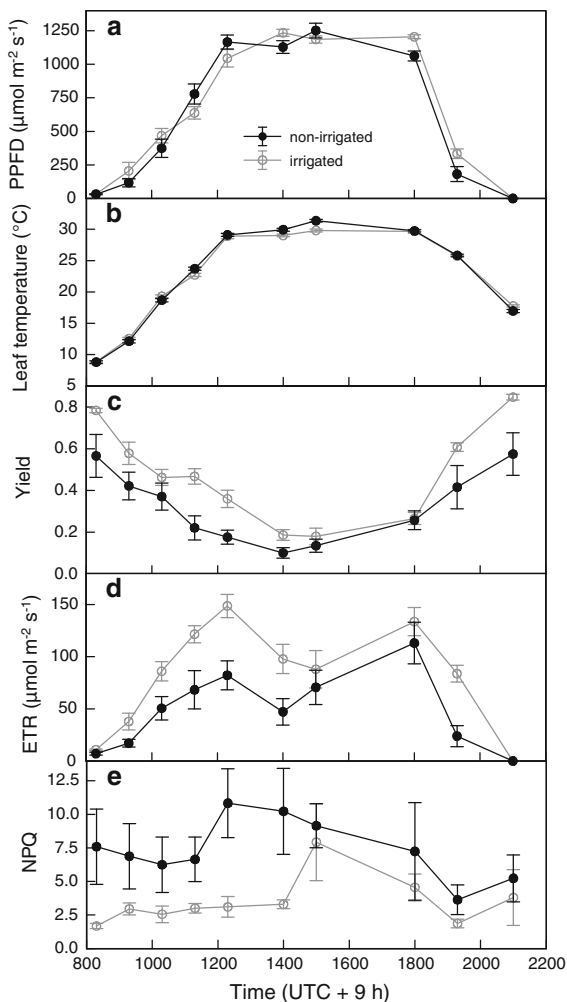 a
PPFD (μmol m⁻² s⁻¹)
1250
1000
750
500
250
0
non-irrigated
irrigated
b
Leaf temperature (°C)
30
25
20
15
10
5
c
Yield
0.8
0.6
0.4
0.2
0.0
d
ETR (μmol m⁻² s⁻¹)
150
100
50
0
e
NPQ
12.5
10.0
7.5
5.0
2.5
0.0
800 1000 1200 1400 1600 1800 2000 2200
Time (UTC + 9 h)